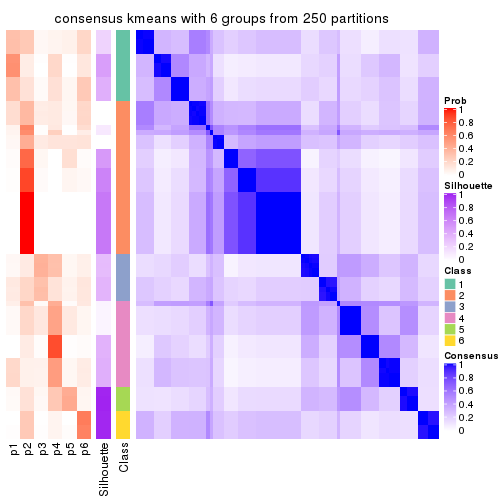 consensus kmeans with 6 groups from 250 partitions
Prob
1
0.8
0.6
0.4
0.2
0
Silhouette
1
0.8
0.6
0.4
0.2
0
Class
1
2
3
4
5
6
Consensus
1
0.8
0.6
0.4
0.2
0
p1
p2
p3
p4
p5
p6
Silhouette
Class